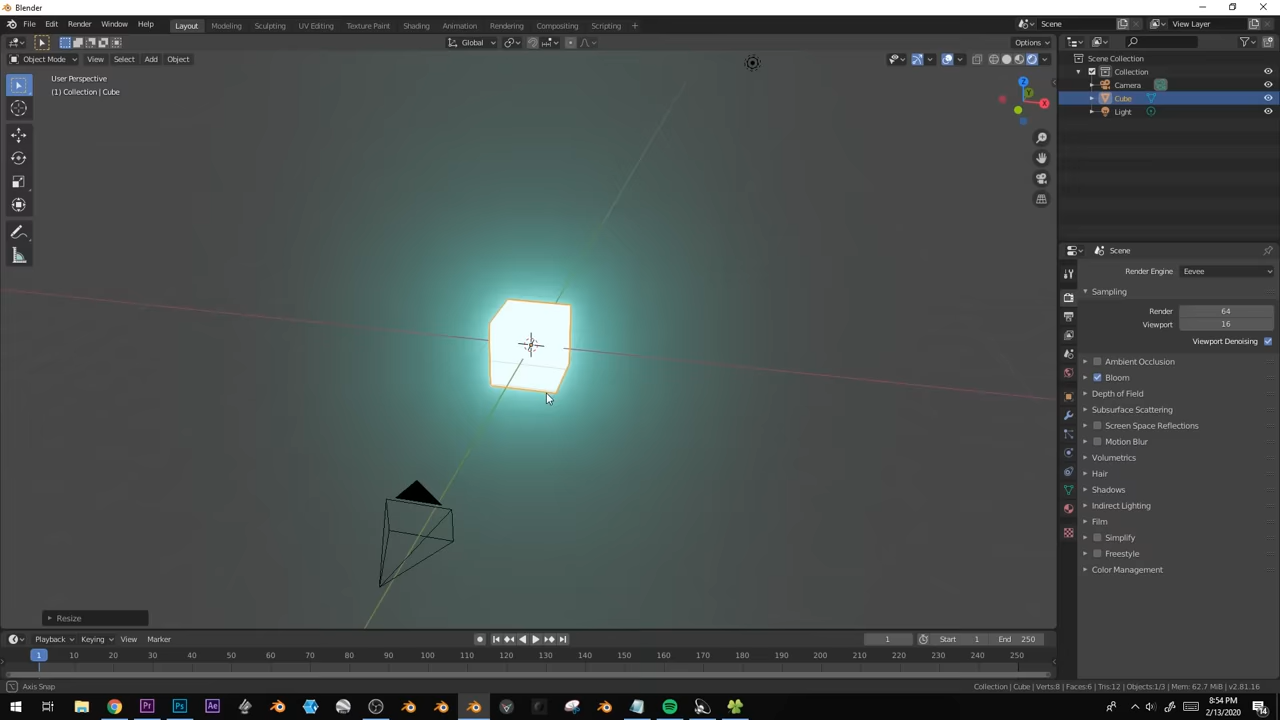 Blender
File Edit Render Window Help
Layout Modeling Sculpting UV Editing Texture Paint Shading Animation Rendering Compositing Scripting +
Scene
View Layer
Global
Options
Object Mode View Select Add Object
User Perspective
(1) Collection | Cube
Z
Y
X
Scene Collection
Collection
Camera
Cube
Light
Scene
Render Engine Eevee
Sampling
Render 64
Viewport 16
Viewport Denoising
Ambient Occlusion
Bloom
Depth of Field
Subsurface Scattering
Screen Space Reflections
Motion Blur
Volumetrics
Hair
Shadows
Indirect Lighting
Film
Simplify
Freestyle
Color Management
Resize
Playback Keying View Marker
1 Start 1 End 250
1 10 20 30 40 50 60 70 80 90 100 110 120 130 140 150 160 170 180 190 200 210 220 230 240 250
Axis Snap
Collection | Cube | Verts:8 | Faces:6 | Tris:12 | Objects:1/3 | Mem: 62.7 MiB | v2.81.16
Pr Ps Ae
8:54 PM
2/13/2020